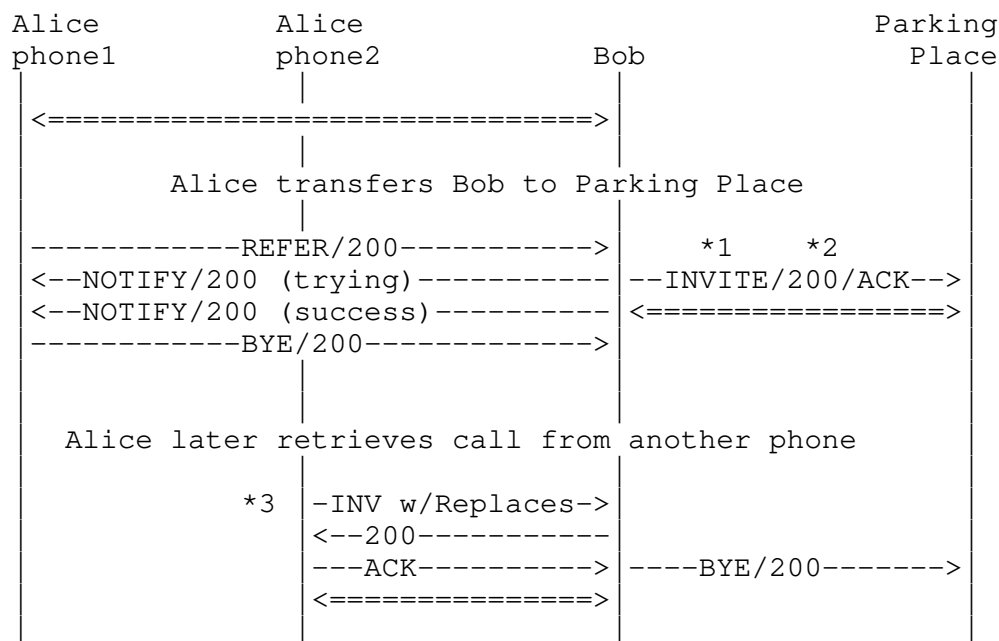 Alice Alice Parking
phone1 phone2 Bob Place
<===============================>
Alice transfers Bob to Parking Place
------------REFER/200-----------> *1 *2
<--NOTIFY/200 (trying)----------- --INVITE/200/ACK-->
<--NOTIFY/200 (success)---------- <=================>
------------BYE/200------------->
Alice later retrieves call from another phone
*3 -INV w/Replaces->
<--200-----------
---ACK----------> ----BYE/200------->
<===============>